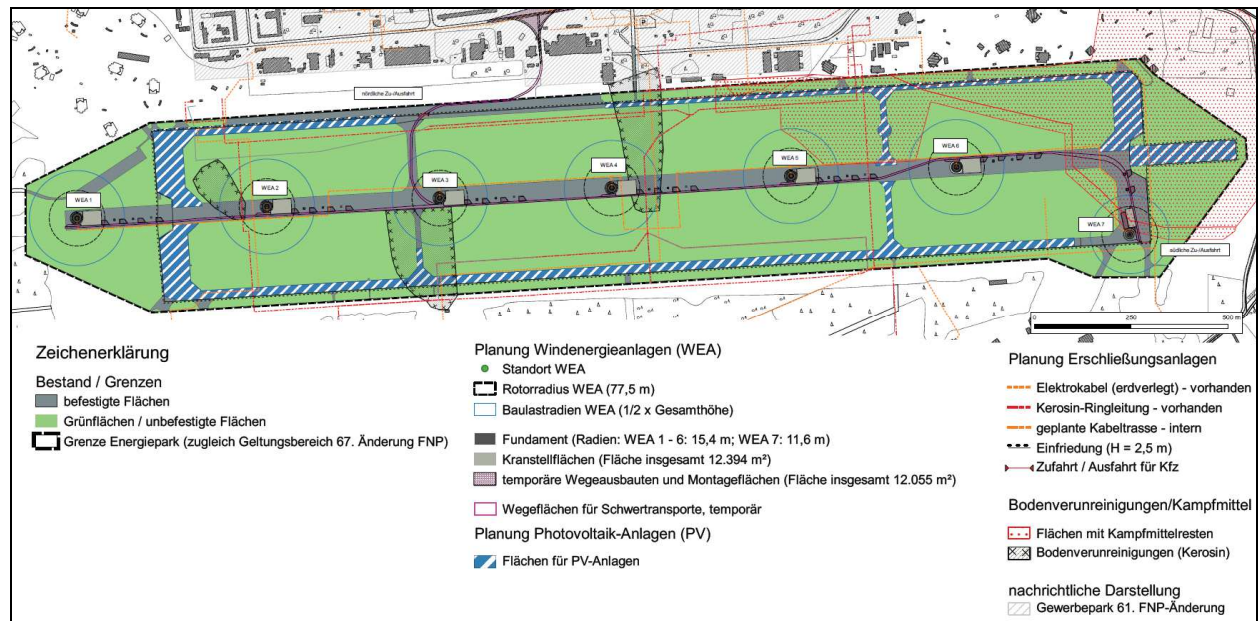 nördliche Zu-/Ausfahrt
WEA 1
WEA 2
WEA 3
WEA 4
WEA 5
WEA 6
WEA 7
südliche Zu-/Ausfahrt
0 250 500 m
Zeichenerklärung
Bestand / Grenzen
befestigte Flächen
Grünflächen / unbefestigte Flächen
Grenze Energiepark (zugleich Geltungsbereich 67. Änderung FNP)
Planung Windenergieanlagen (WEA)
Standort WEA
Rotorradius WEA (77,5 m)
Baulastradien WEA (1/2 x Gesamthöhe)
Fundament (Radien: WEA 1 - 6: 15,4 m; WEA 7: 11,6 m)
Kranstellflächen (Fläche insgesamt 12.394 m²)
temporäre Wegeausbauten und Montageflächen (Fläche insgesamt 12.055 m²)
Wegeflächen für Schwertransporte, temporär
Planung Photovoltaik-Anlagen (PV)
Flächen für PV-Anlagen
Planung Erschließungsanlagen
Elektrokabel (erdverlegt) - vorhanden
Kerosin-Ringleitung - vorhanden
geplante Kabeltrasse - intern
Einfriedung (H = 2,5 m)
Zufahrt / Ausfahrt für Kfz
Bodenverunreinigungen/Kampfmittel
Flächen mit Kampfmittelresten
Bodenverunreinigungen (Kerosin)
nachrichtliche Darstellung
Gewerbepark 61. FNP-Änderung